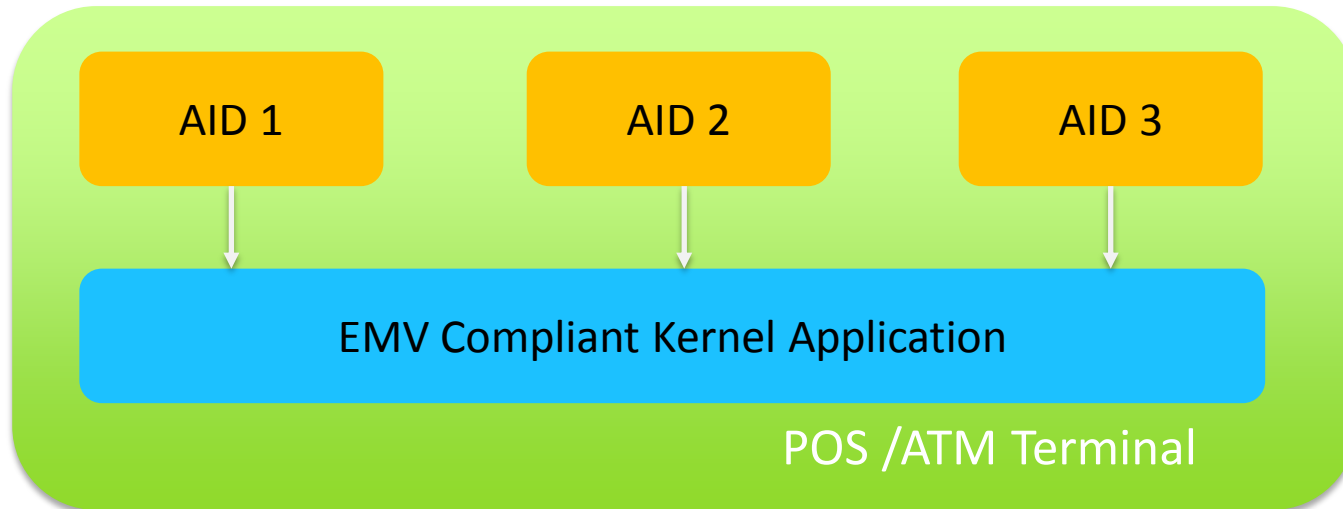 AID 1
AID 2
AID 3
EMV Compliant Kernel Application
POS /ATM Terminal